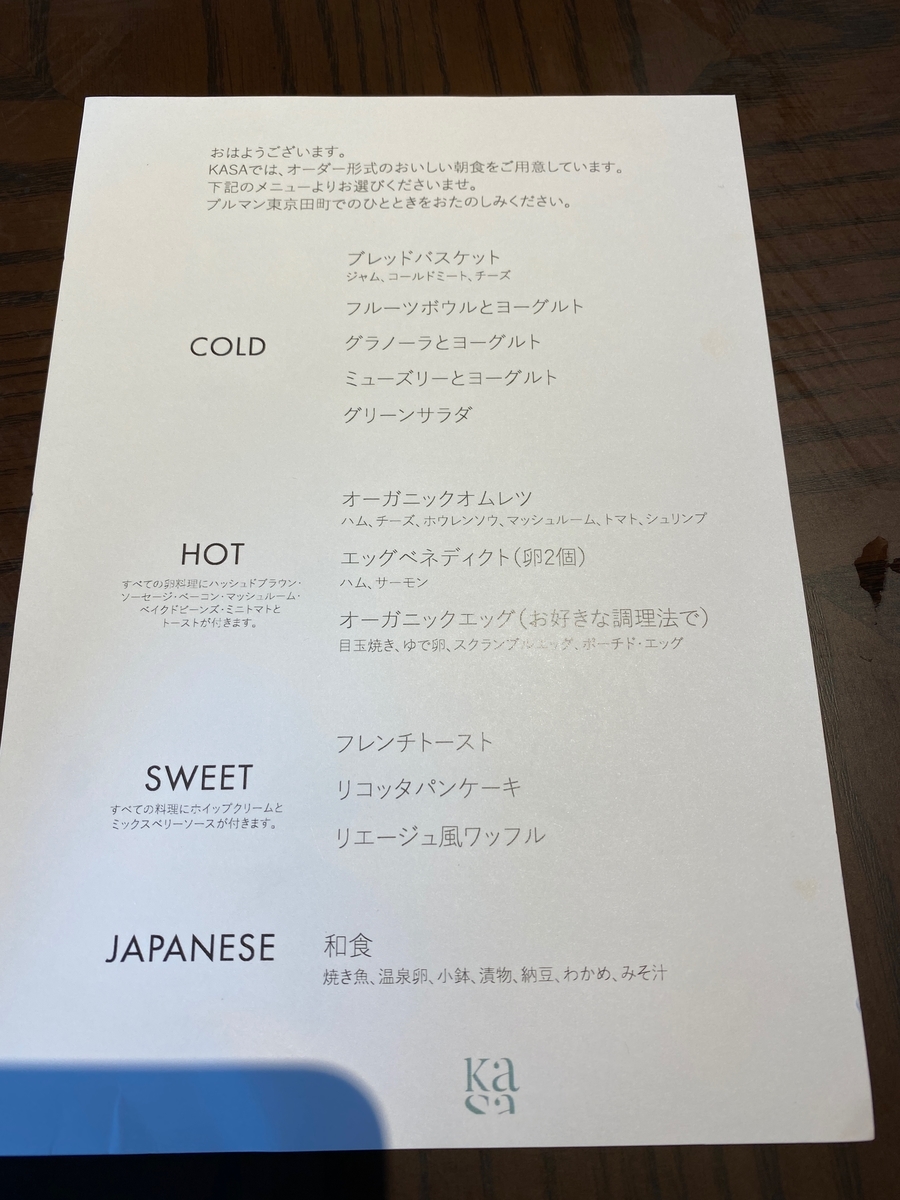 おはようございます。
KASAでは、オーダー形式のおいしい朝食をご用意しています。
下記のメニューよりお選びくださいませ。
プルマン東京田町でのひとときをおたのしみください。
COLD
ブレッドバスケット
ジャム、コールドミート、チーズ
フルーツボウルとヨーグルト
グラノーラとヨーグルト
ミューズリーとヨーグルト
グリーンサラダ
HOT
すべての卵料理にハッシュドブラウン・
ソーセージ・ベーコン・マッシュルーム・
ベイクドビーンズ・ミニトマトと
トーストが付きます。
オーガニックオムレツ
ハム、チーズ、ホウレンソウ、マッシュルーム、トマト、シュリンプ
エッグベネディクト(卵2個)
ハム、サーモン
オーガニックエッグ(お好きな調理法で)
目玉焼き、ゆで卵、スクランブルエッグ、ポーチド・エッグ
SWEET
すべての料理にホイップクリームと
ミックスベリーソースが付きます。
フレンチトースト
リコッタパンケーキ
リエージュ風ワッフル
JAPANESE
和食
焼き魚、温泉卵、小鉢、漬物、納豆、わかめ、みそ汁
kasa